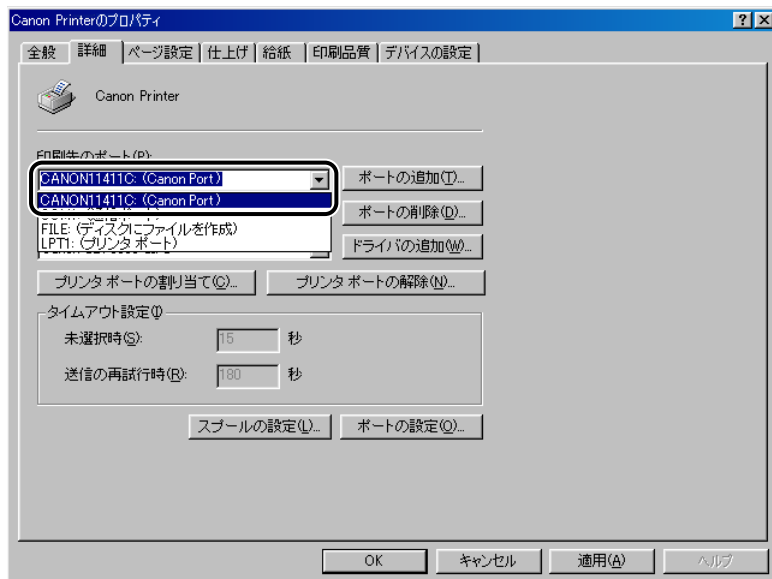 Canon Printerのプロパティ
全般 詳細 ページ設定 仕上げ 給紙 印刷品質 デバイスの設定
Canon Printer
印刷先のポート(P):
CANON11411C: (Canon Port) ポートの追加(T)...
CANON11411C: (Canon Port)
ポートの削除(D)...
FILE: (ディスクにファイルを作成)
LPT1: (プリンタ ポート) ドライバの追加(W)...
プリンタ ポートの割り当て(C)... プリンタ ポートの解除(N)...
タイムアウト設定(I)
未選択時(S): 15 秒
送信の再試行時(R): 180 秒
スプールの設定(L)... ポートの設定(O)...
OK キャンセル 適用(A) ヘルプ